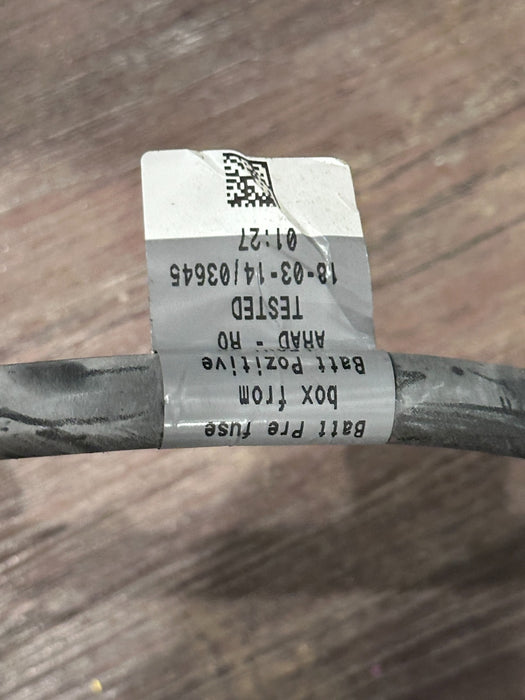 Batt Pre fuse
box from
Batt Pozitive
ARAD - RO
TESTED
18-03-14/03645
01:27